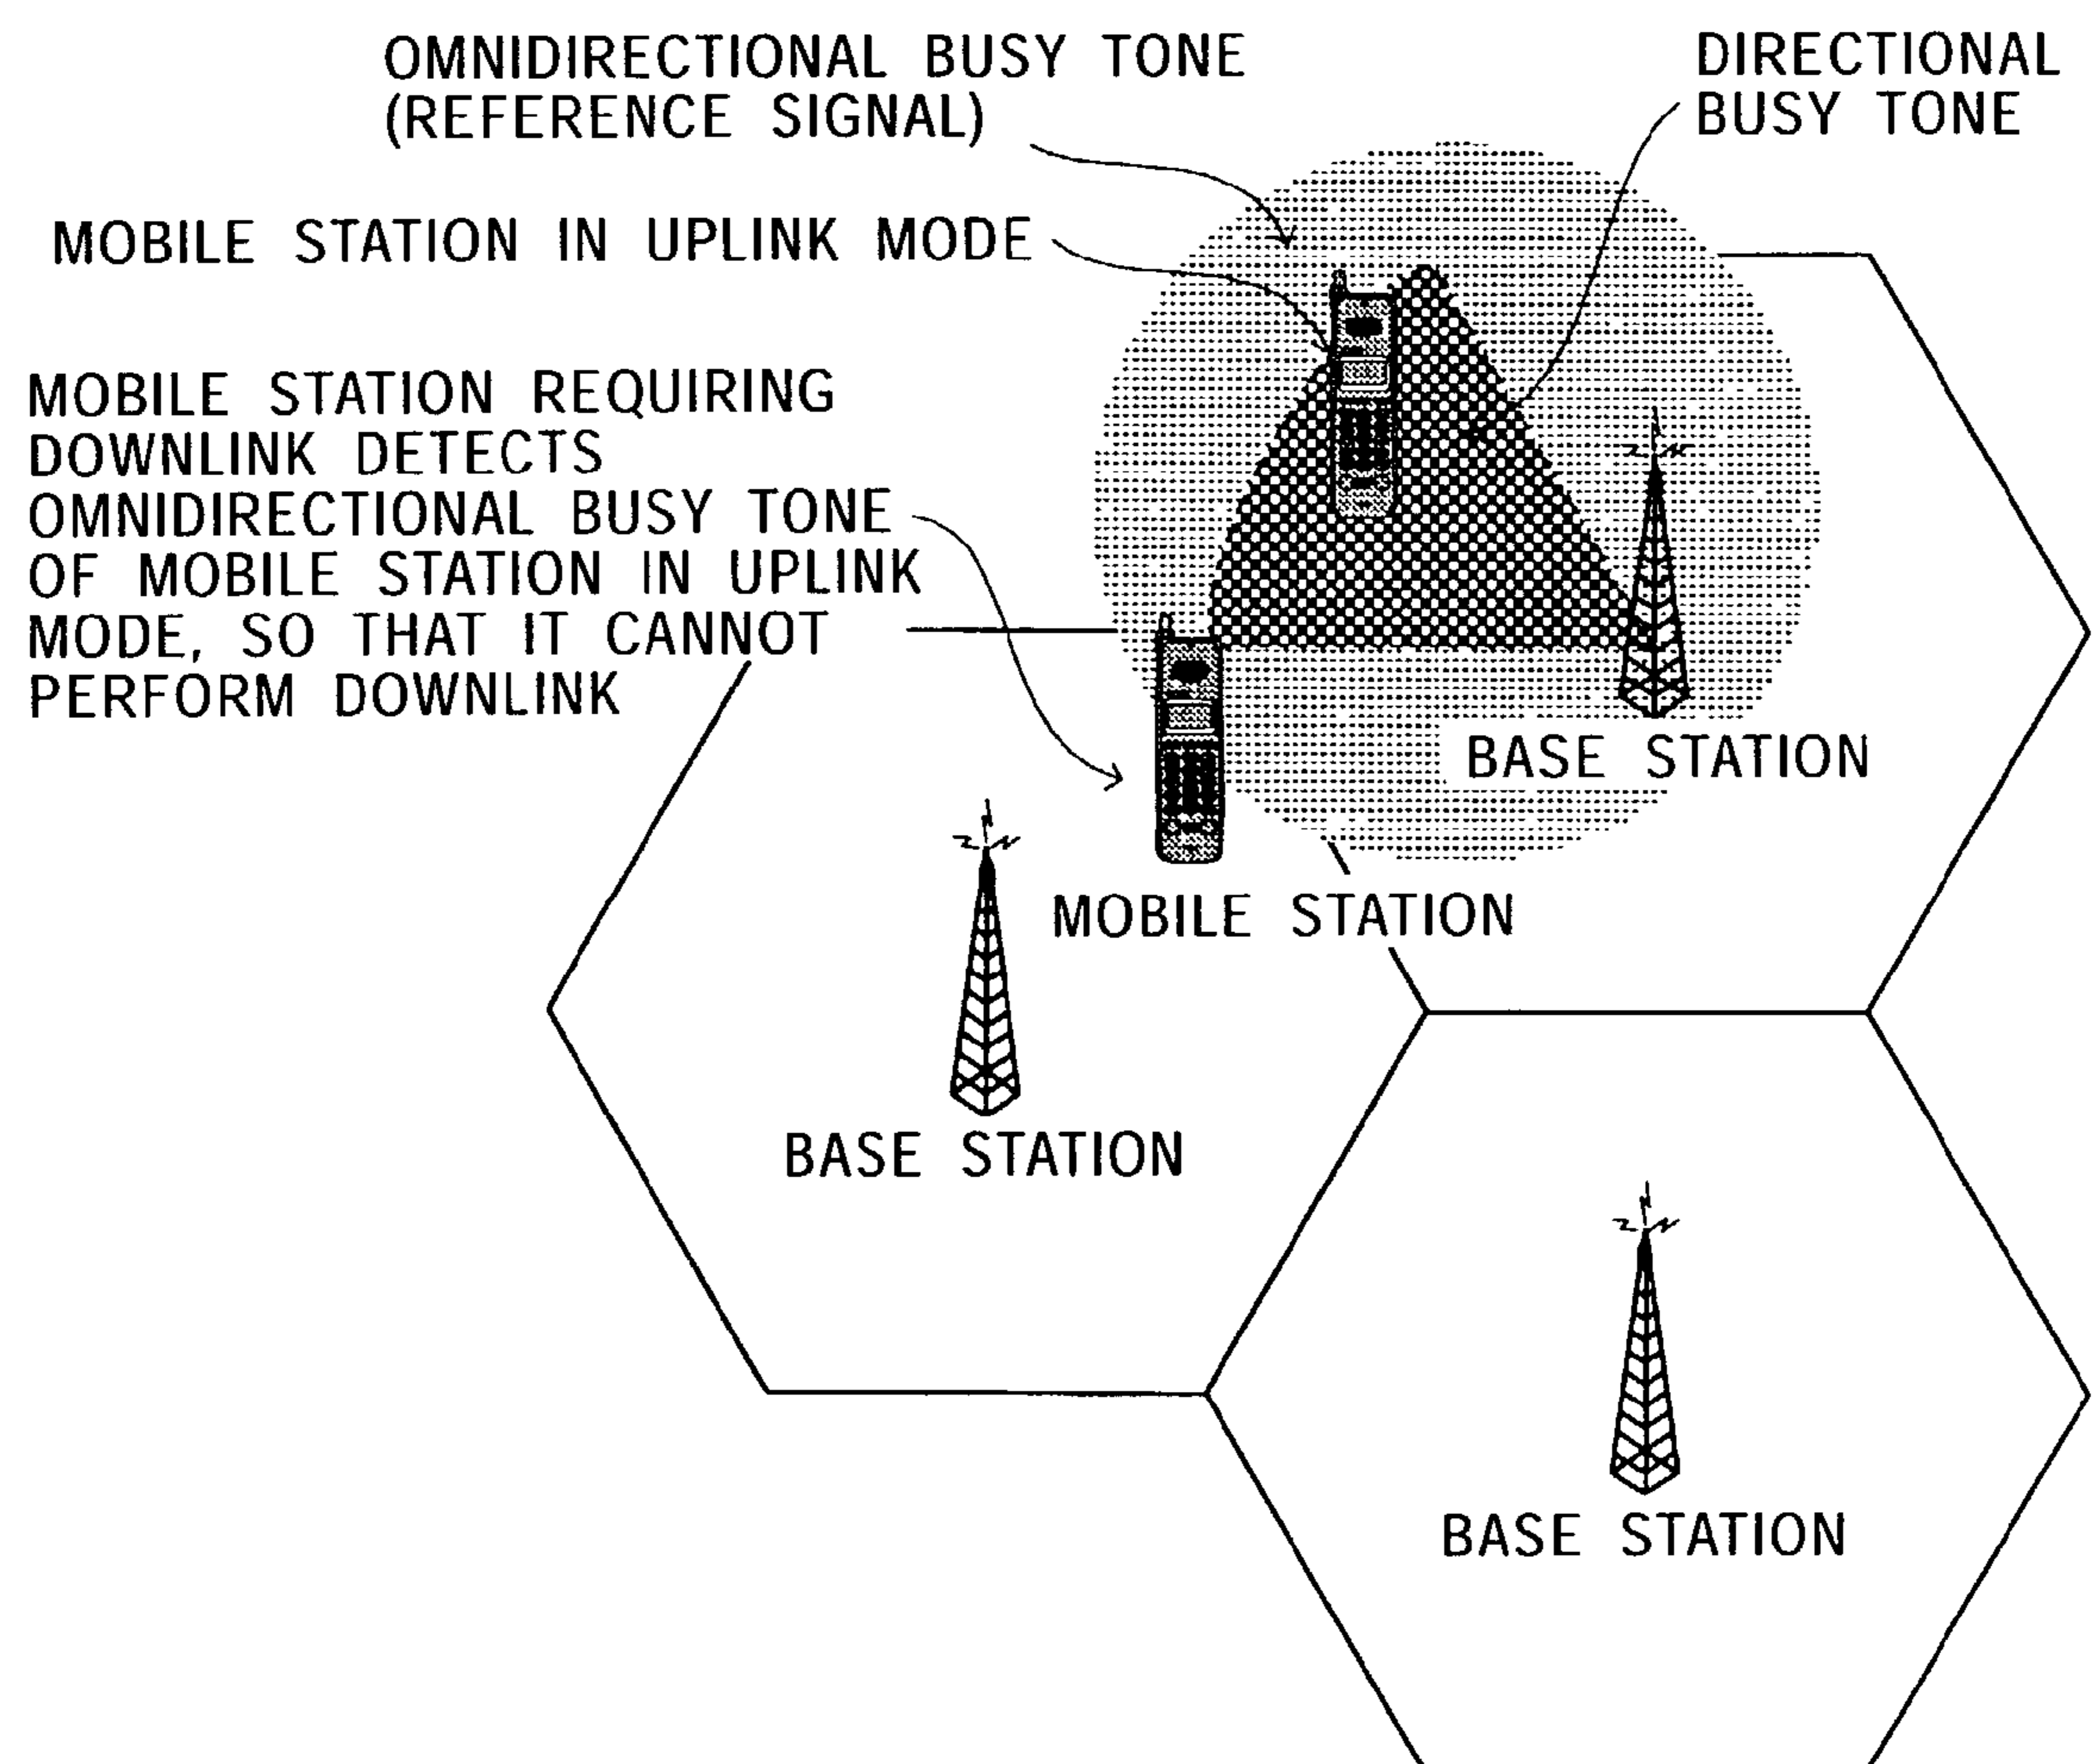 OMNIDIRECTIONAL BUSY TONE
(REFERENCE SIGNAL)
DIRECTIONAL
BUSY TONE
MOBILE STATION IN UPLINK MODE
MOBILE STATION REQUIRING
DOWNLINK DETECTS
OMNIDIRECTIONAL BUSY TONE
OF MOBILE STATION IN UPLINK
MODE, SO THAT IT CANNOT
PERFORM DOWNLINK
BASE STATION
MOBILE STATION
BASE STATION
BASE STATION